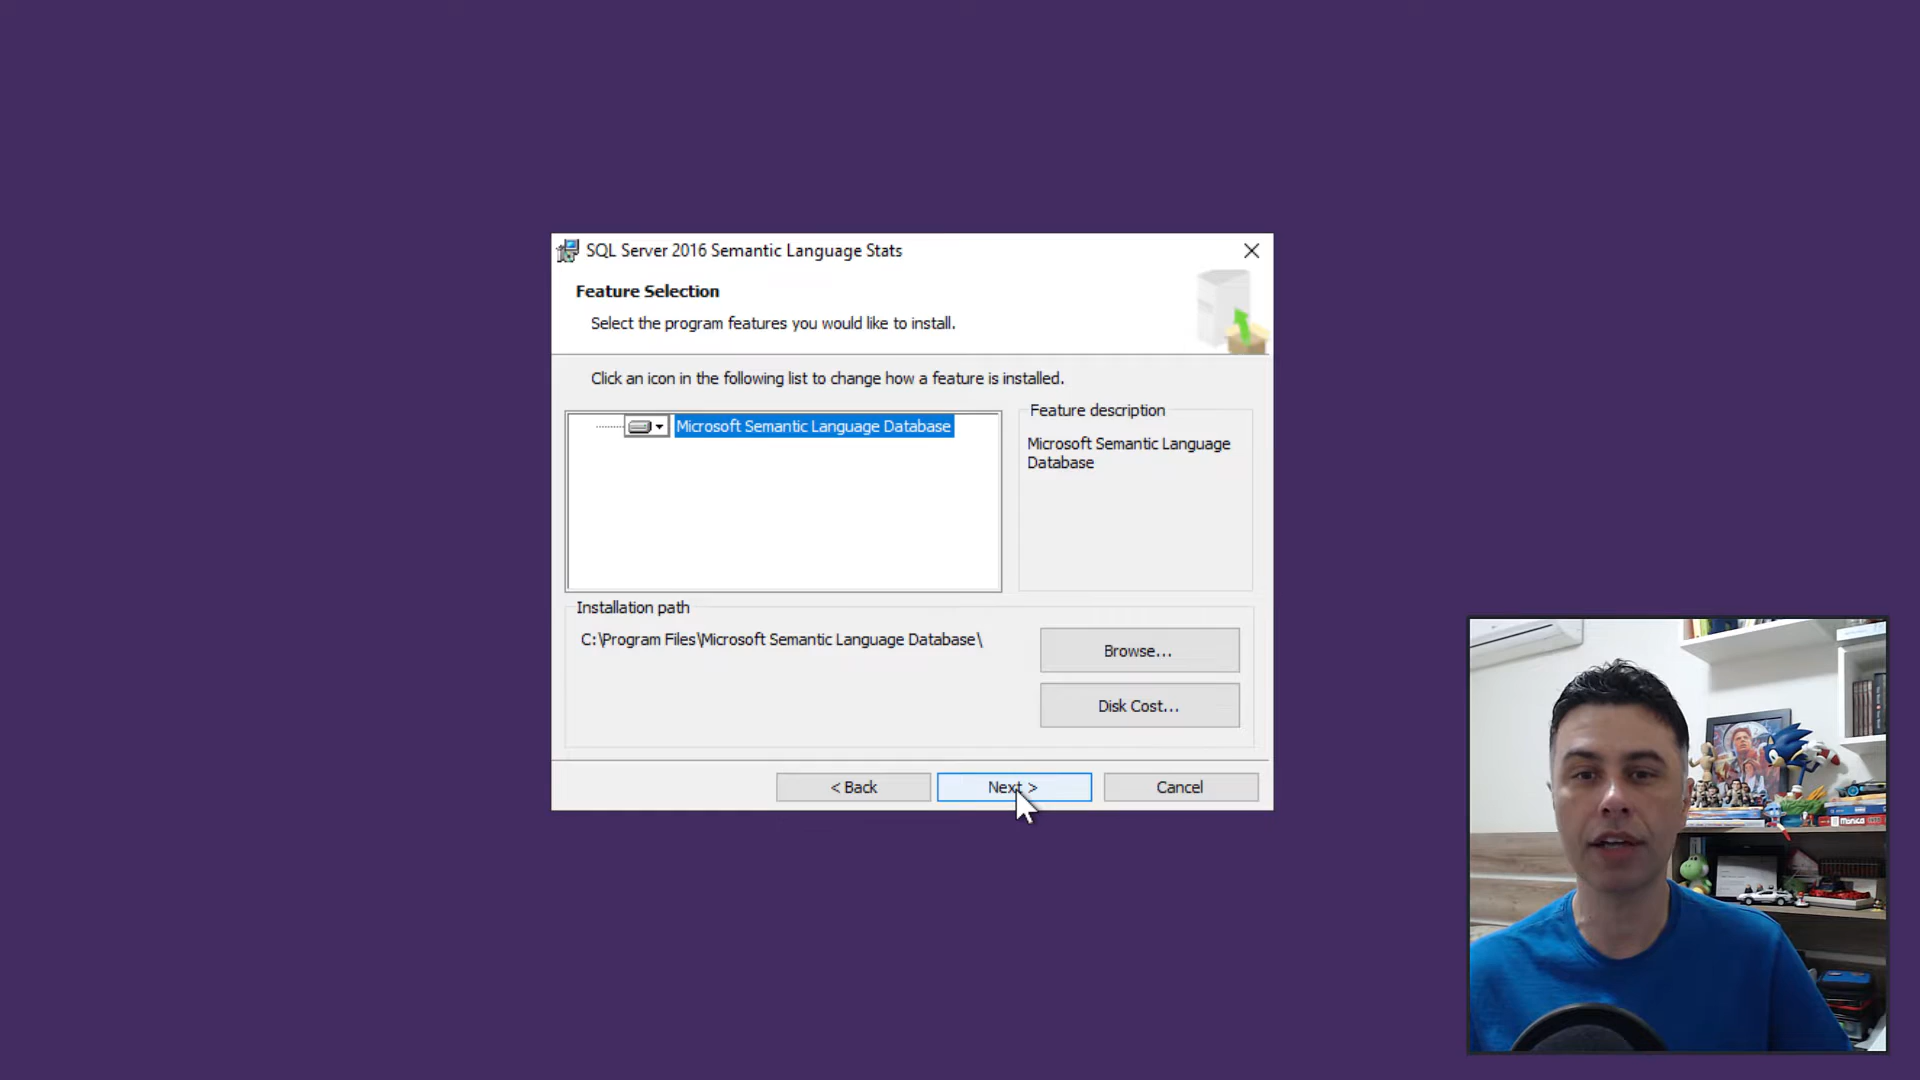 SQL Server 2016 Semantic Language Stats
Feature Selection
Select the program features you would like to install.
Click an icon in the following list to change how a feature is installed.
Microsoft Semantic Language Database
Feature description
Microsoft Semantic Language
Database
Installation path
C:\Program Files\Microsoft Semantic Language Database\
Browse...
Disk Cost...
< Back
Next >
Cancel
Mônica